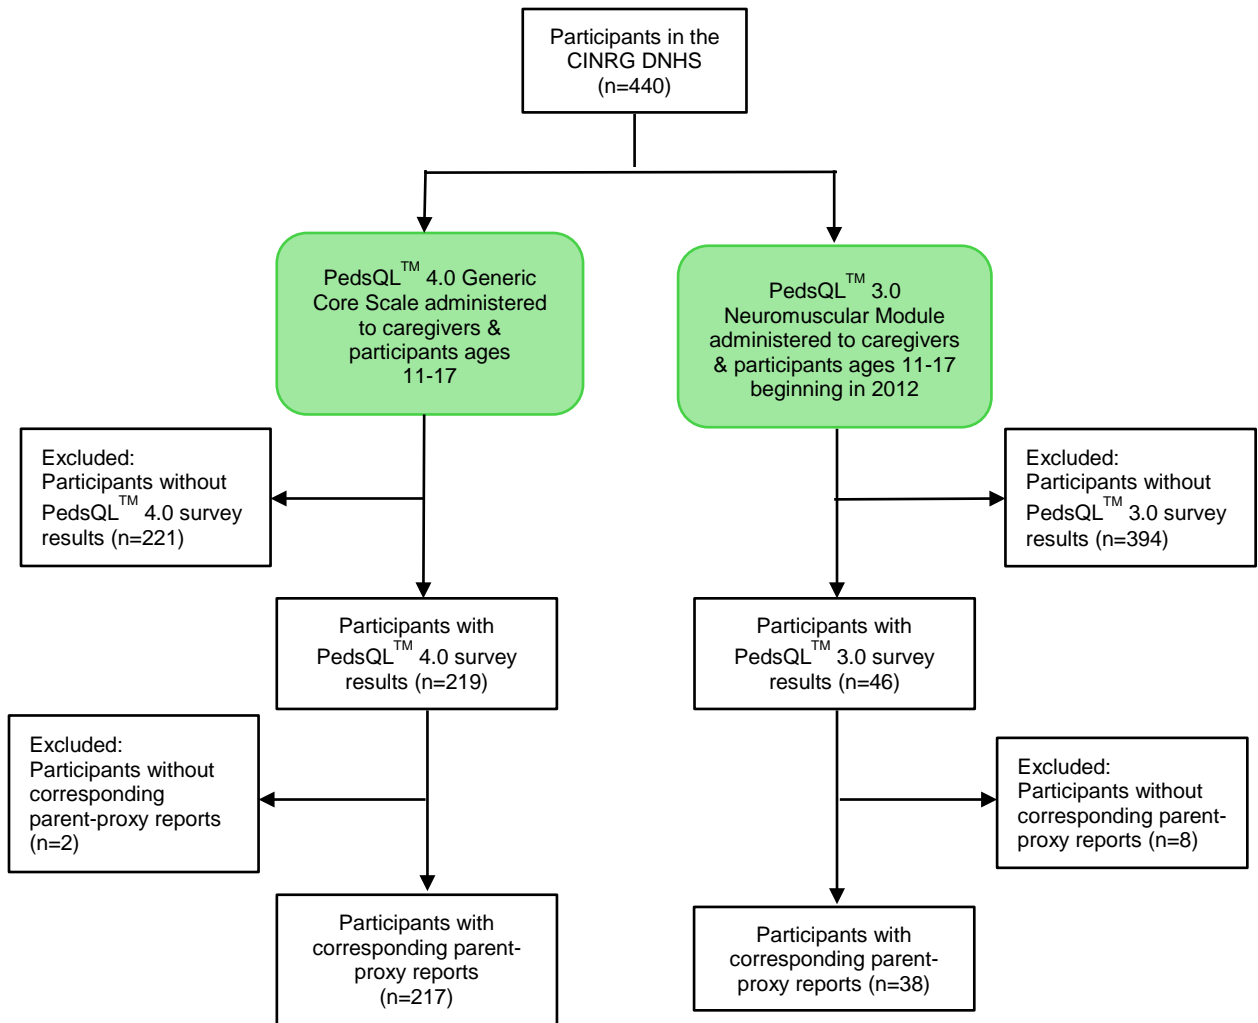 Participants in the
CINRG DNHS
(n=440)
PedsQL™ 4.0 Generic
Core Scale administered
to caregivers &
participants ages
11-17
PedsQL™ 3.0
Neuromuscular Module
administered to caregivers
& participants ages 11-17
beginning in 2012
Excluded:
Participants without
PedsQL™ 4.0 survey
results (n=221)
Excluded:
Participants without
PedsQL™ 3.0 survey
results (n=394)
Participants with
PedsQL™ 4.0 survey
results (n=219)
Participants with
PedsQL™ 3.0 survey
results (n=46)
Excluded:
Participants without
corresponding
parent-proxy reports
(n=2)
Excluded:
Participants without
corresponding parent-
proxy reports (n=8)
Participants with
corresponding parent-
proxy reports
(n=217)
Participants with
corresponding parent-
proxy reports (n=38)